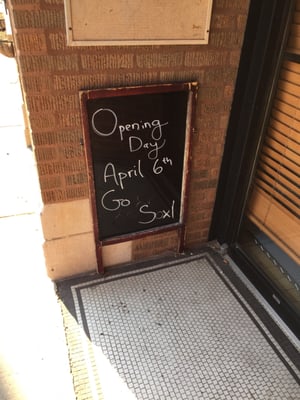 Opening
Day
April 6th
Go Sox!